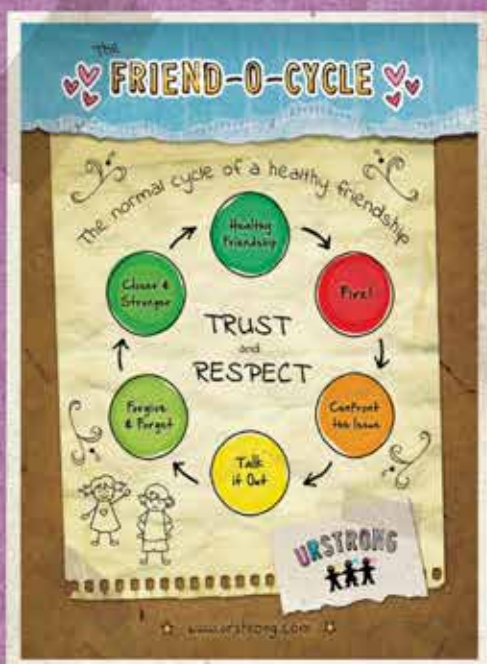 The
FRIEND-O-CYCLE
The normal cycle of a healthy friendship
Healthy
Friendship
Fire!
Confront
the Issue
Talk
it Out
Forgive
& Forget
Closer &
Stronger
TRUST
and
RESPECT
URSTRONG
www.urstrong.com